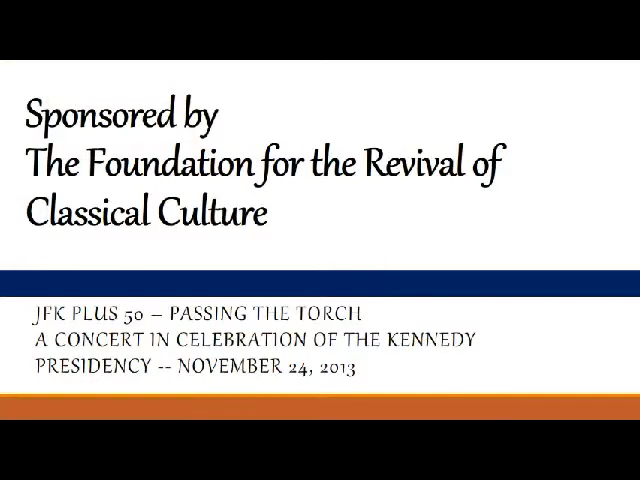 Sponsored by
The Foundation for the Revival of
Classical Culture
JFK PLUS 50 – PASSING THE TORCH
A CONCERT IN CELEBRATION OF THE KENNEDY
PRESIDENCY -- NOVEMBER 24, 2013